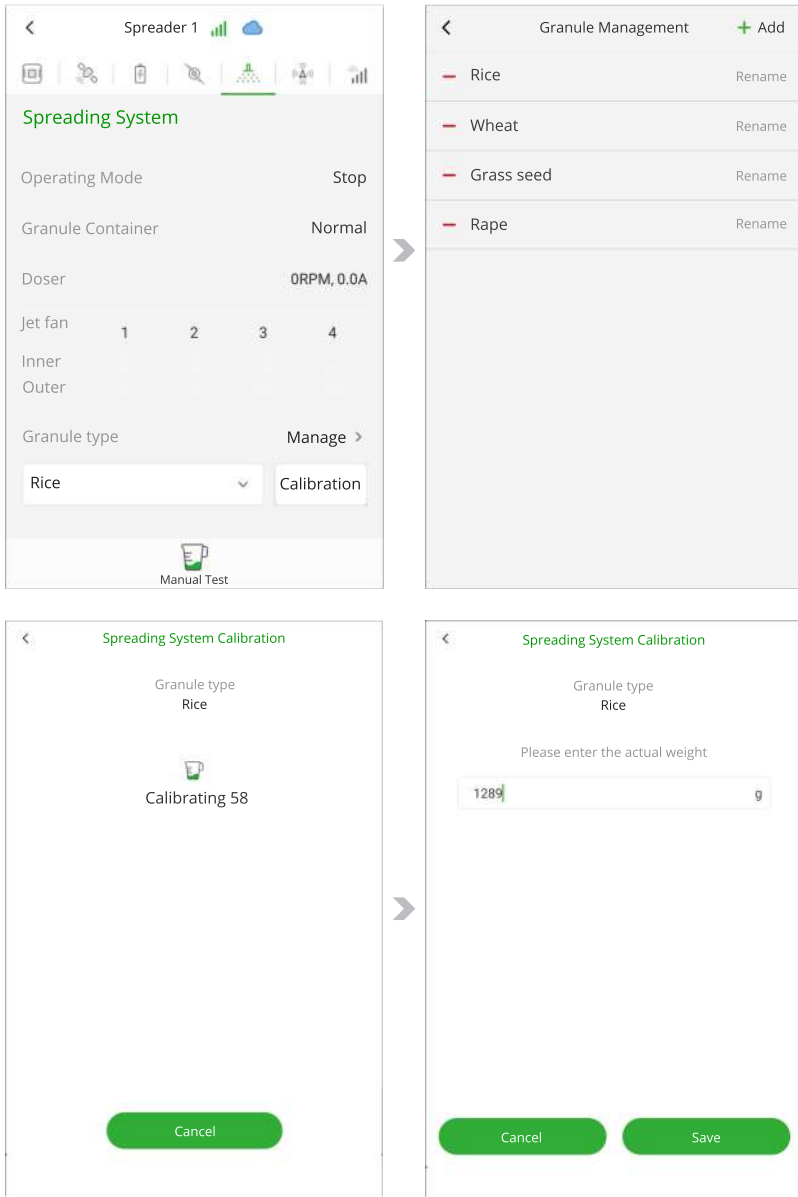 Spreader 1
Spreading System
Operating Mode Stop
Granule Container Normal
Doser 0RPM, 0.0A
Jet fan 1 2 3 4
Inner
Outer
Granule type Manage
Rice Calibration
Manual Test
Granule Management + Add
Rice Rename
Wheat Rename
Grass seed Rename
Rape Rename
Spreading System Calibration
Granule type
Rice
Calibrating 58
Cancel
Spreading System Calibration
Granule type
Rice
Please enter the actual weight
1289 g
Cancel Save